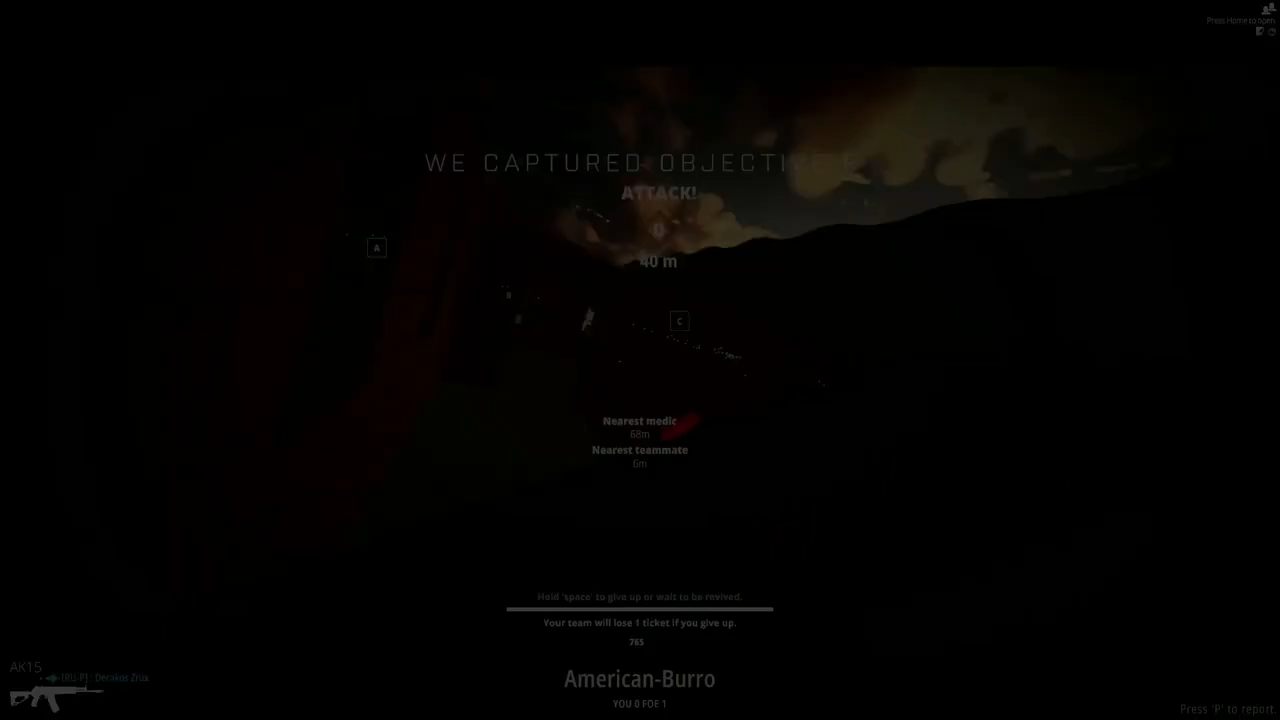 Press Home to open
WE CAPTURED OBJECTIVE
ATTACK!
40 m
A
C
Nearest medic
68m
Nearest teammate
6m
Hold 'space' to give up or wait to be revived.
Your team will lose 1 ticket if you give up.
765
AK15
American-Burro
YOU 0 FOE 1
Press 'P' to report